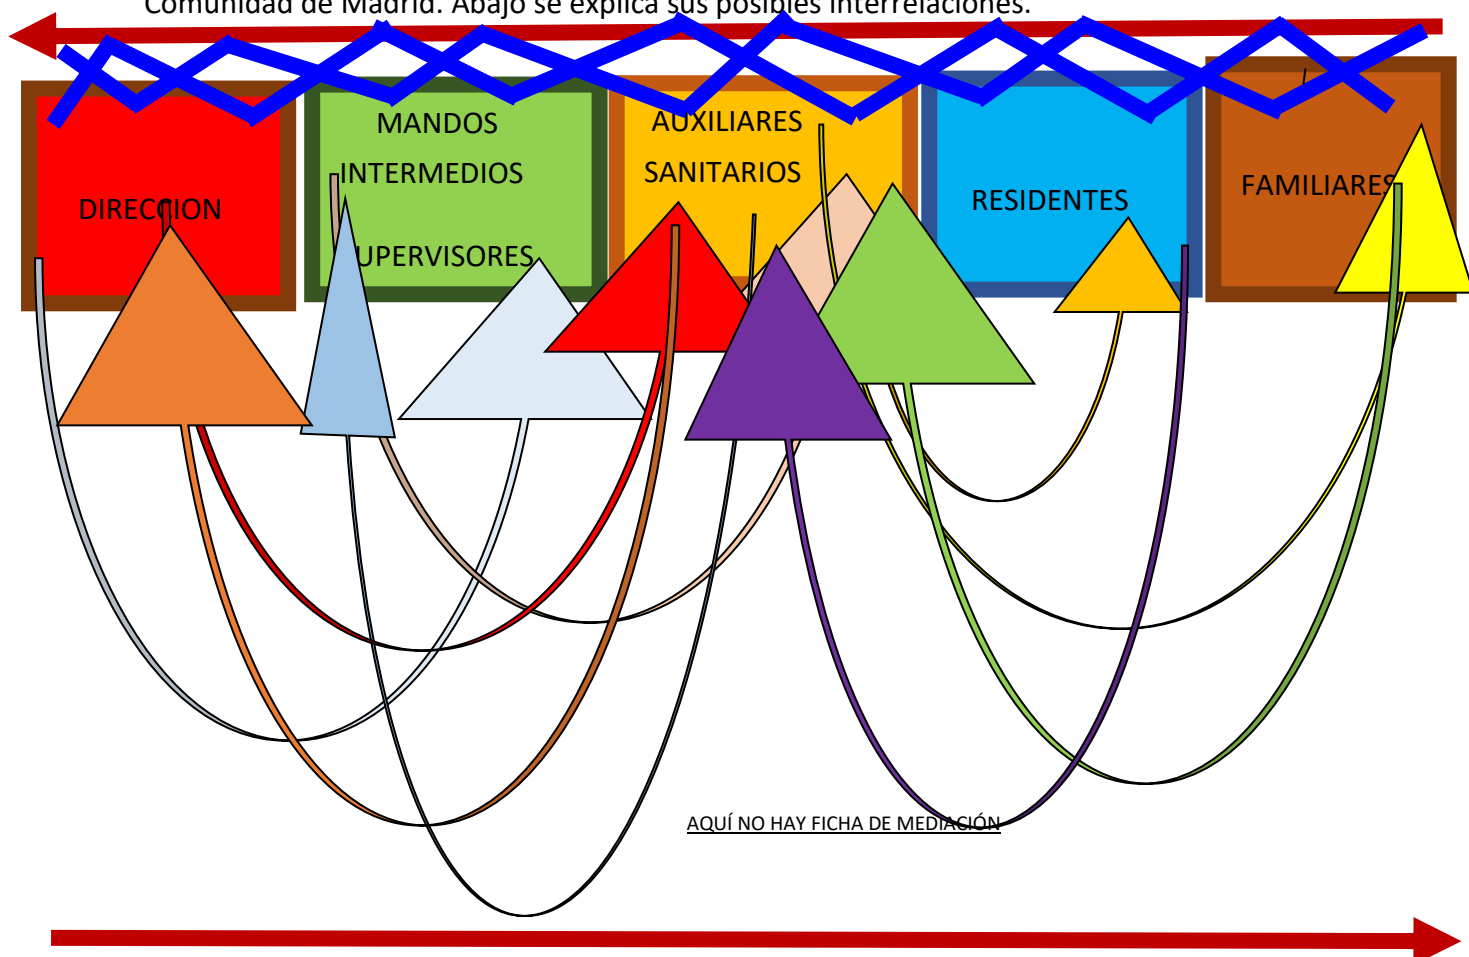 Comunidad de Madrid. Abajo se explica sus posibles interrelaciones.
MANDOS
INTERMEDIOS
UPERVISORES
AUXILIARES
SANITARIOS
DIRECCION
RESIDENTES
FAMILIARES
AQUÍ NO HAY FICHA DE MEDIACIÓN